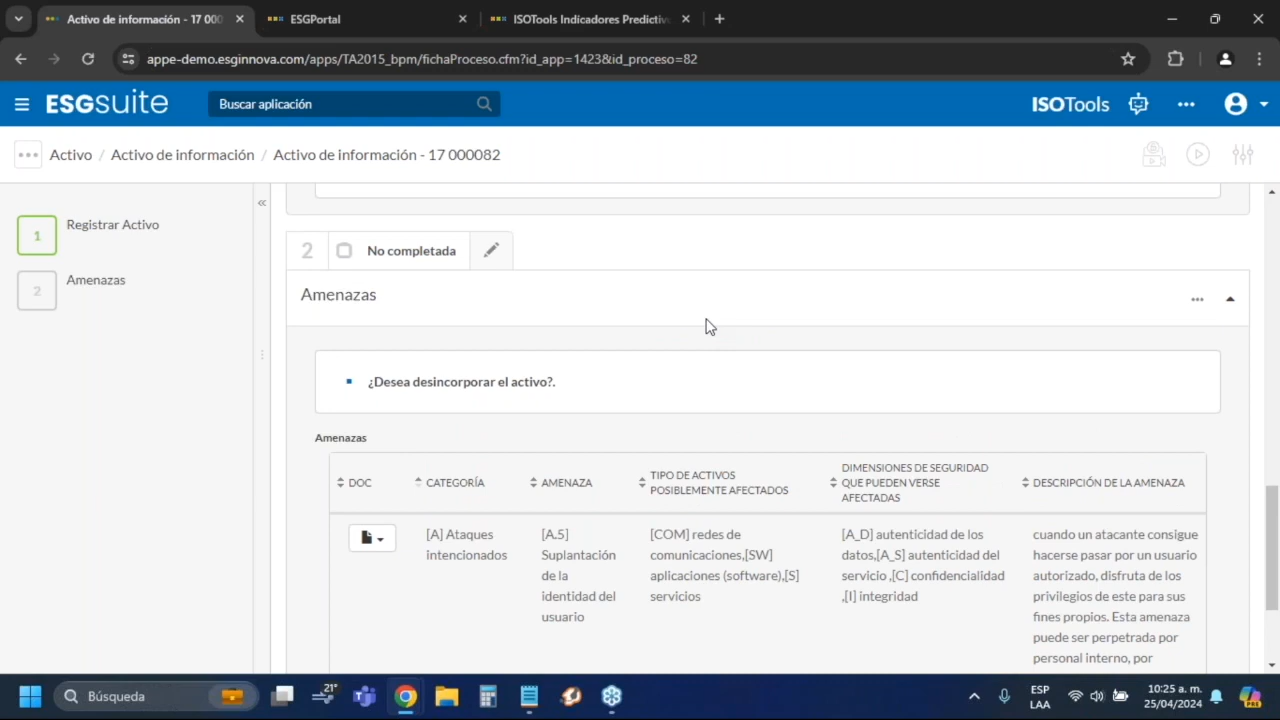 Activo de información - 17 000
ESGPortal
ISOTools Indicadores Predictiv
appe-demo.esginnova.com/apps/TA2015_bpm/fichaProceso.cfm?id_app=1423&id_proceso=82
ESGsuite
Buscar aplicación
ISOTools
Activo / Activo de información / Activo de información - 17 000082
1
Registrar Activo
2
Amenazas
2
No completada
Amenazas
¿Desea desincorporar el activo?.
Amenazas
DOC
CATEGORÍA
AMENAZA
TIPO DE ACTIVOS
POSIBLEMENTE AFECTADOS
DIMENSIONES DE SEGURIDAD
QUE PUEDEN VERSE
AFECTADAS
DESCRIPCIÓN DE LA AMENAZA
[A] Ataques
intencionados
[A.5]
Suplantación
de la
identidad del
usuario
[COM] redes de
comunicaciones,[SW]
aplicaciones (software),[S]
servicios
[A_D] autenticidad de los
datos,[A_S] autenticidad del
servicio ,[C] confidencialidad
,[I] integridad
cuando un atacante consigue
hacerse pasar por un usuario
autorizado, disfruta de los
privilegios de este para sus
fines propios. Esta amenaza
puede ser perpetrada por
personal interno, por
Búsqueda
21°
ESP
LAA
10:25 a. m.
25/04/2024
PRE